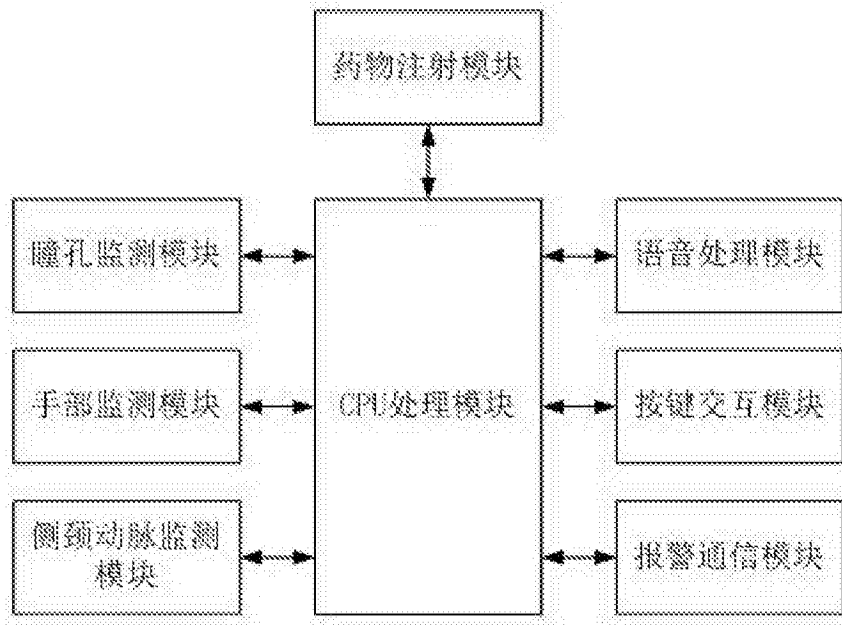 药物注射模块
瞳孔监测模块
语音处理模块
手部监测模块
CPU处理模块
按键交互模块
侧颈动脉监测
模块
报警通信模块